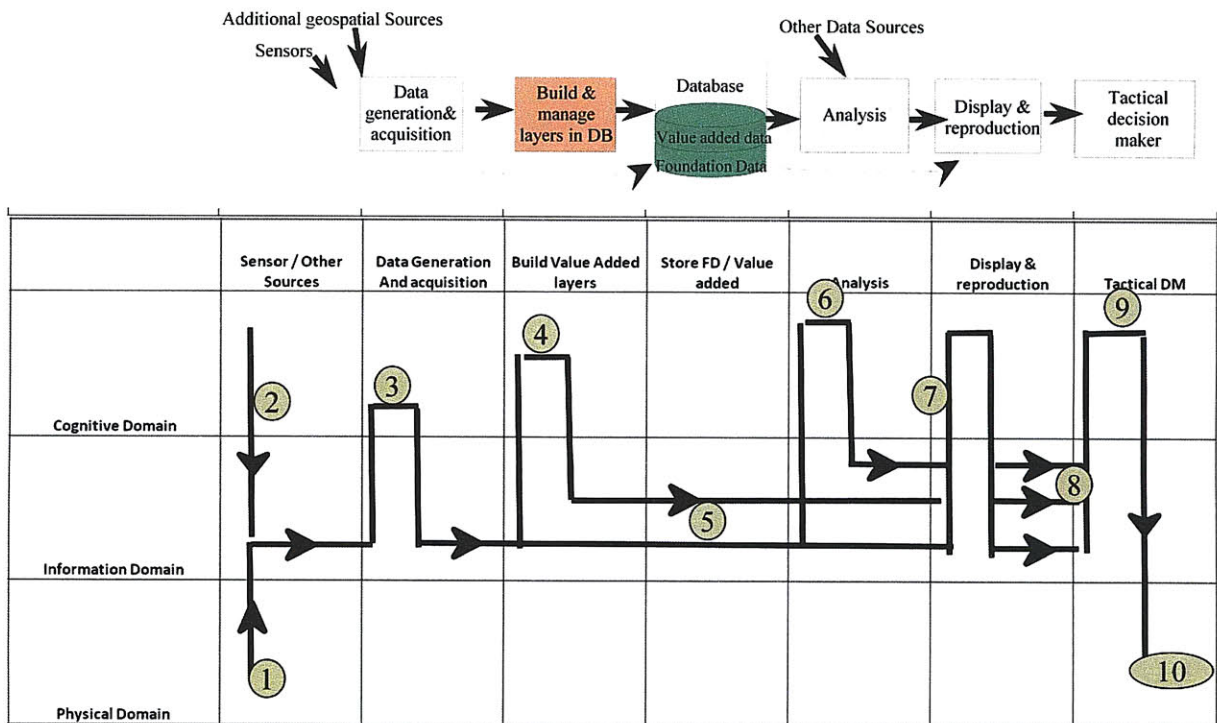 Additional geospatial Sources
Sensors
Other Data Sources
Data
generation&
acquisition
Build &
manage
layers in DB
Database
Value added data
Foundation Data
Analysis
Display &
reproduction
Tactical
decision
maker
Sensor / Other
Sources
Data Generation
And acquisition
Build Value Added
layers
Store FD / Value
added
Analysis
Display &
reproduction
Tactical DM
Cognitive Domain
Information Domain
Physical Domain
1
2
3
4
5
6
7
8
9
10